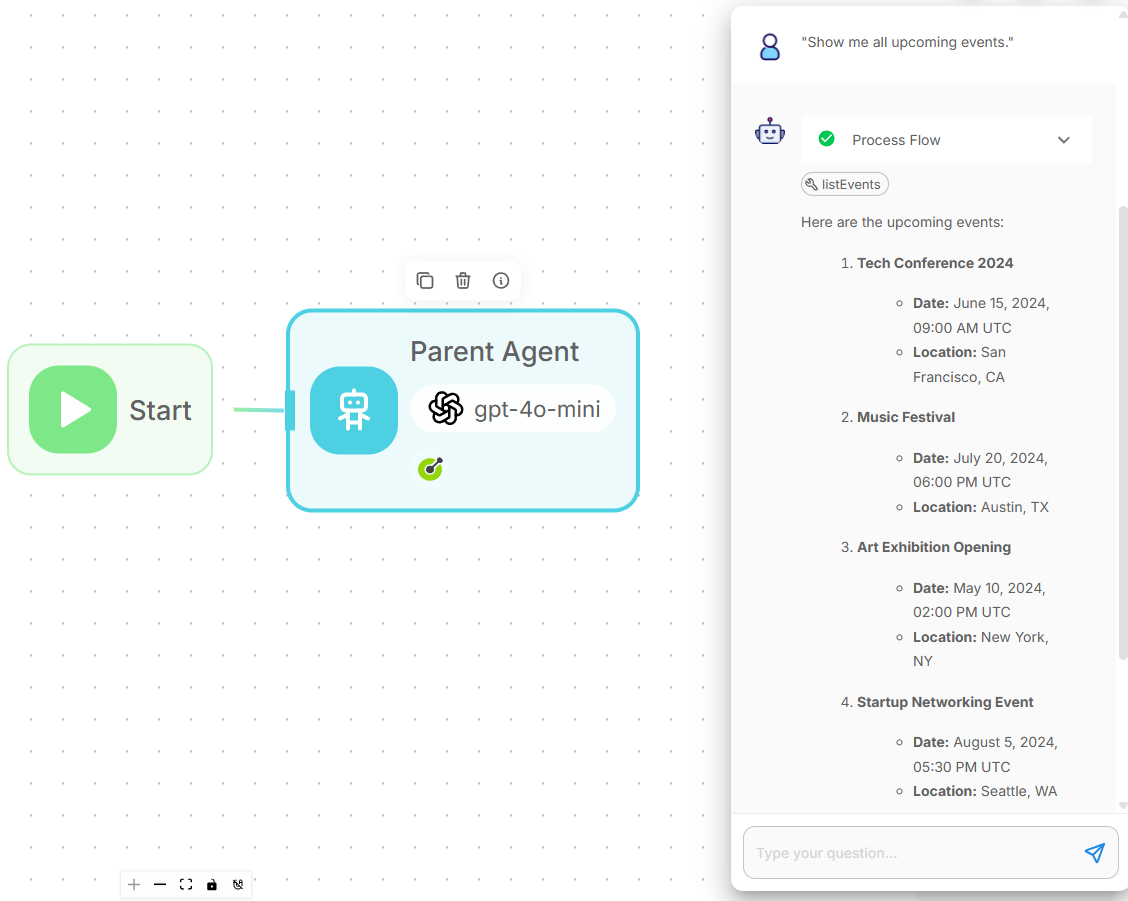 "Show me all upcoming events."
Process Flow
listEvents
Here are the upcoming events:
1. Tech Conference 2024
Date: June 15, 2024,
09:00 AM UTC
Location: San
Francisco, CA
2. Music Festival
Date: July 20, 2024,
06:00 PM UTC
Location: Austin, TX
3. Art Exhibition Opening
Date: May 10, 2024,
02:00 PM UTC
Location: New York,
NY
4. Startup Networking Event
Date: August 5, 2024,
05:30 PM UTC
Location: Seattle, WA
Type your question...
Start
Parent Agent
gpt-4o-mini